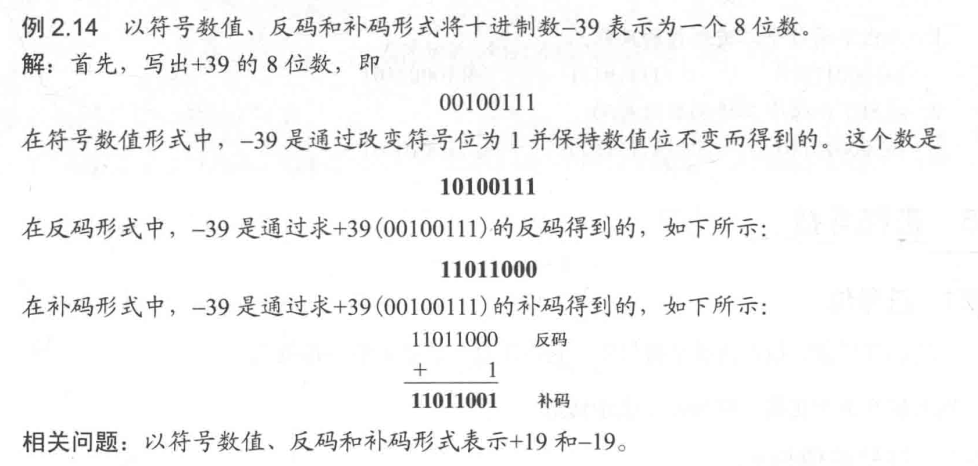 例 2.14 以符号数值、反码和补码形式将十进制数–39 表示为一个 8 位数。
解：首先，写出+39 的 8 位数，即
00100111
在符号数值形式中，–39 是通过改变符号位为 1 并保持数值位不变而得到的。这个数是
10100111
在反码形式中，–39 是通过求+39(00100111)的反码得到的，如下所示：
11011000
在补码形式中，–39 是通过求+39(00100111)的补码得到的，如下所示：
11011000 反码
+ 1
11011001 补码
相关问题：以符号数值、反码和补码形式表示+19 和–19。